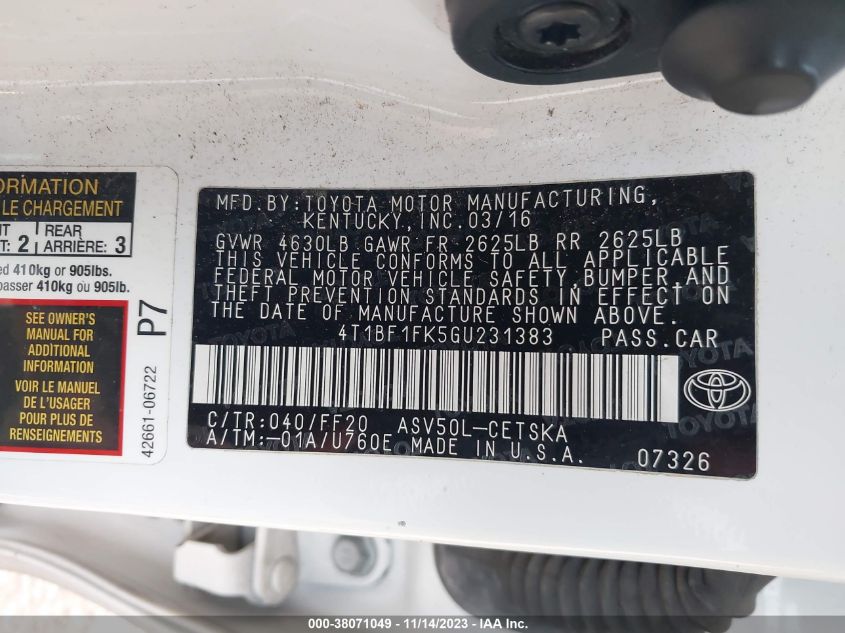 ORMATION
LE CHARGEMENT
NT
T: 2
REAR
ARRIÈRE: 3
ed 410kg or 905lbs.
passer 410kg ou 905lb.
SEE OWNER'S
MANUAL FOR
ADDITIONAL
INFORMATION
VOIR LE MANUEL
DE L'USAGER
POUR PLUS DE
RENSEIGNEMENTS
P7
42661-06722
MFD.BY:TOYOTA MOTOR MANUFACTURING,
KENTUCKY,INC.03/16
GVWR 4630LB GAWR FR 2625LB RR 2625LB
THIS VEHICLE CONFORMS TO ALL APPLICABLE
FEDERAL MOTOR VEHICLE SAFETY,BUMPER,AND
THEFT PREVENTION STANDARDS IN EFFECT ON
THE DATE OF MANUFACTURE SHOWN ABOVE.
4T1BF1FK5GU231383 PASS.CAR
C/TR:040/FF20 ASV50L-CETSKA
A/TM:-01A/U760E MADE IN U.S.A. 07326
000-38071049 - 11/14/2023 - IAA Inc.